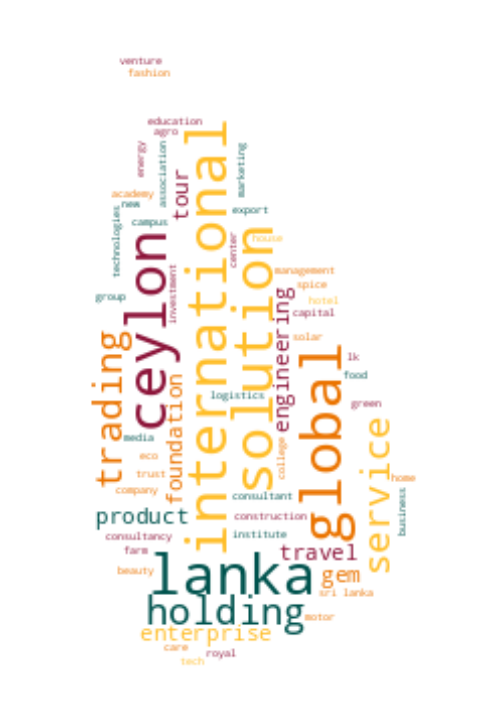 venture
fashion
education
agro
energy
association
marketing
international
tour
academy
new
export
technologies
campus
house
center
ceylon
solution
investment
management
spice
group
hotel
engineering
capital
trading
solar
global
lk
foundation
food
logistics
green
service
media
college
eco
trust
home
company
consultant
business
product
construction
consultancy
institute
farm
travel
lanka
beauty
gem
sri lanka
holding
motor
enterprise
care
royal
tech